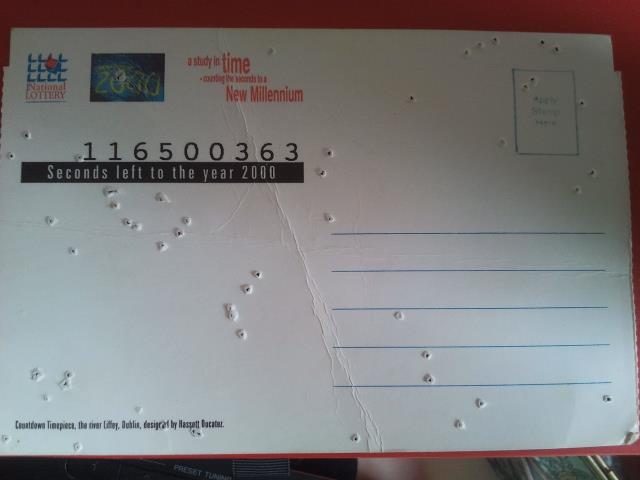 National
LOTTERY
2000
a study in time
- counting the seconds to a
New Millennium
Apply
Stamp
Here
116500363
Seconds left to the year 2000
Countdown Timepiece, the river Liffey, Dublin, designed by Hassett Ducatez.
PRESET TUNING